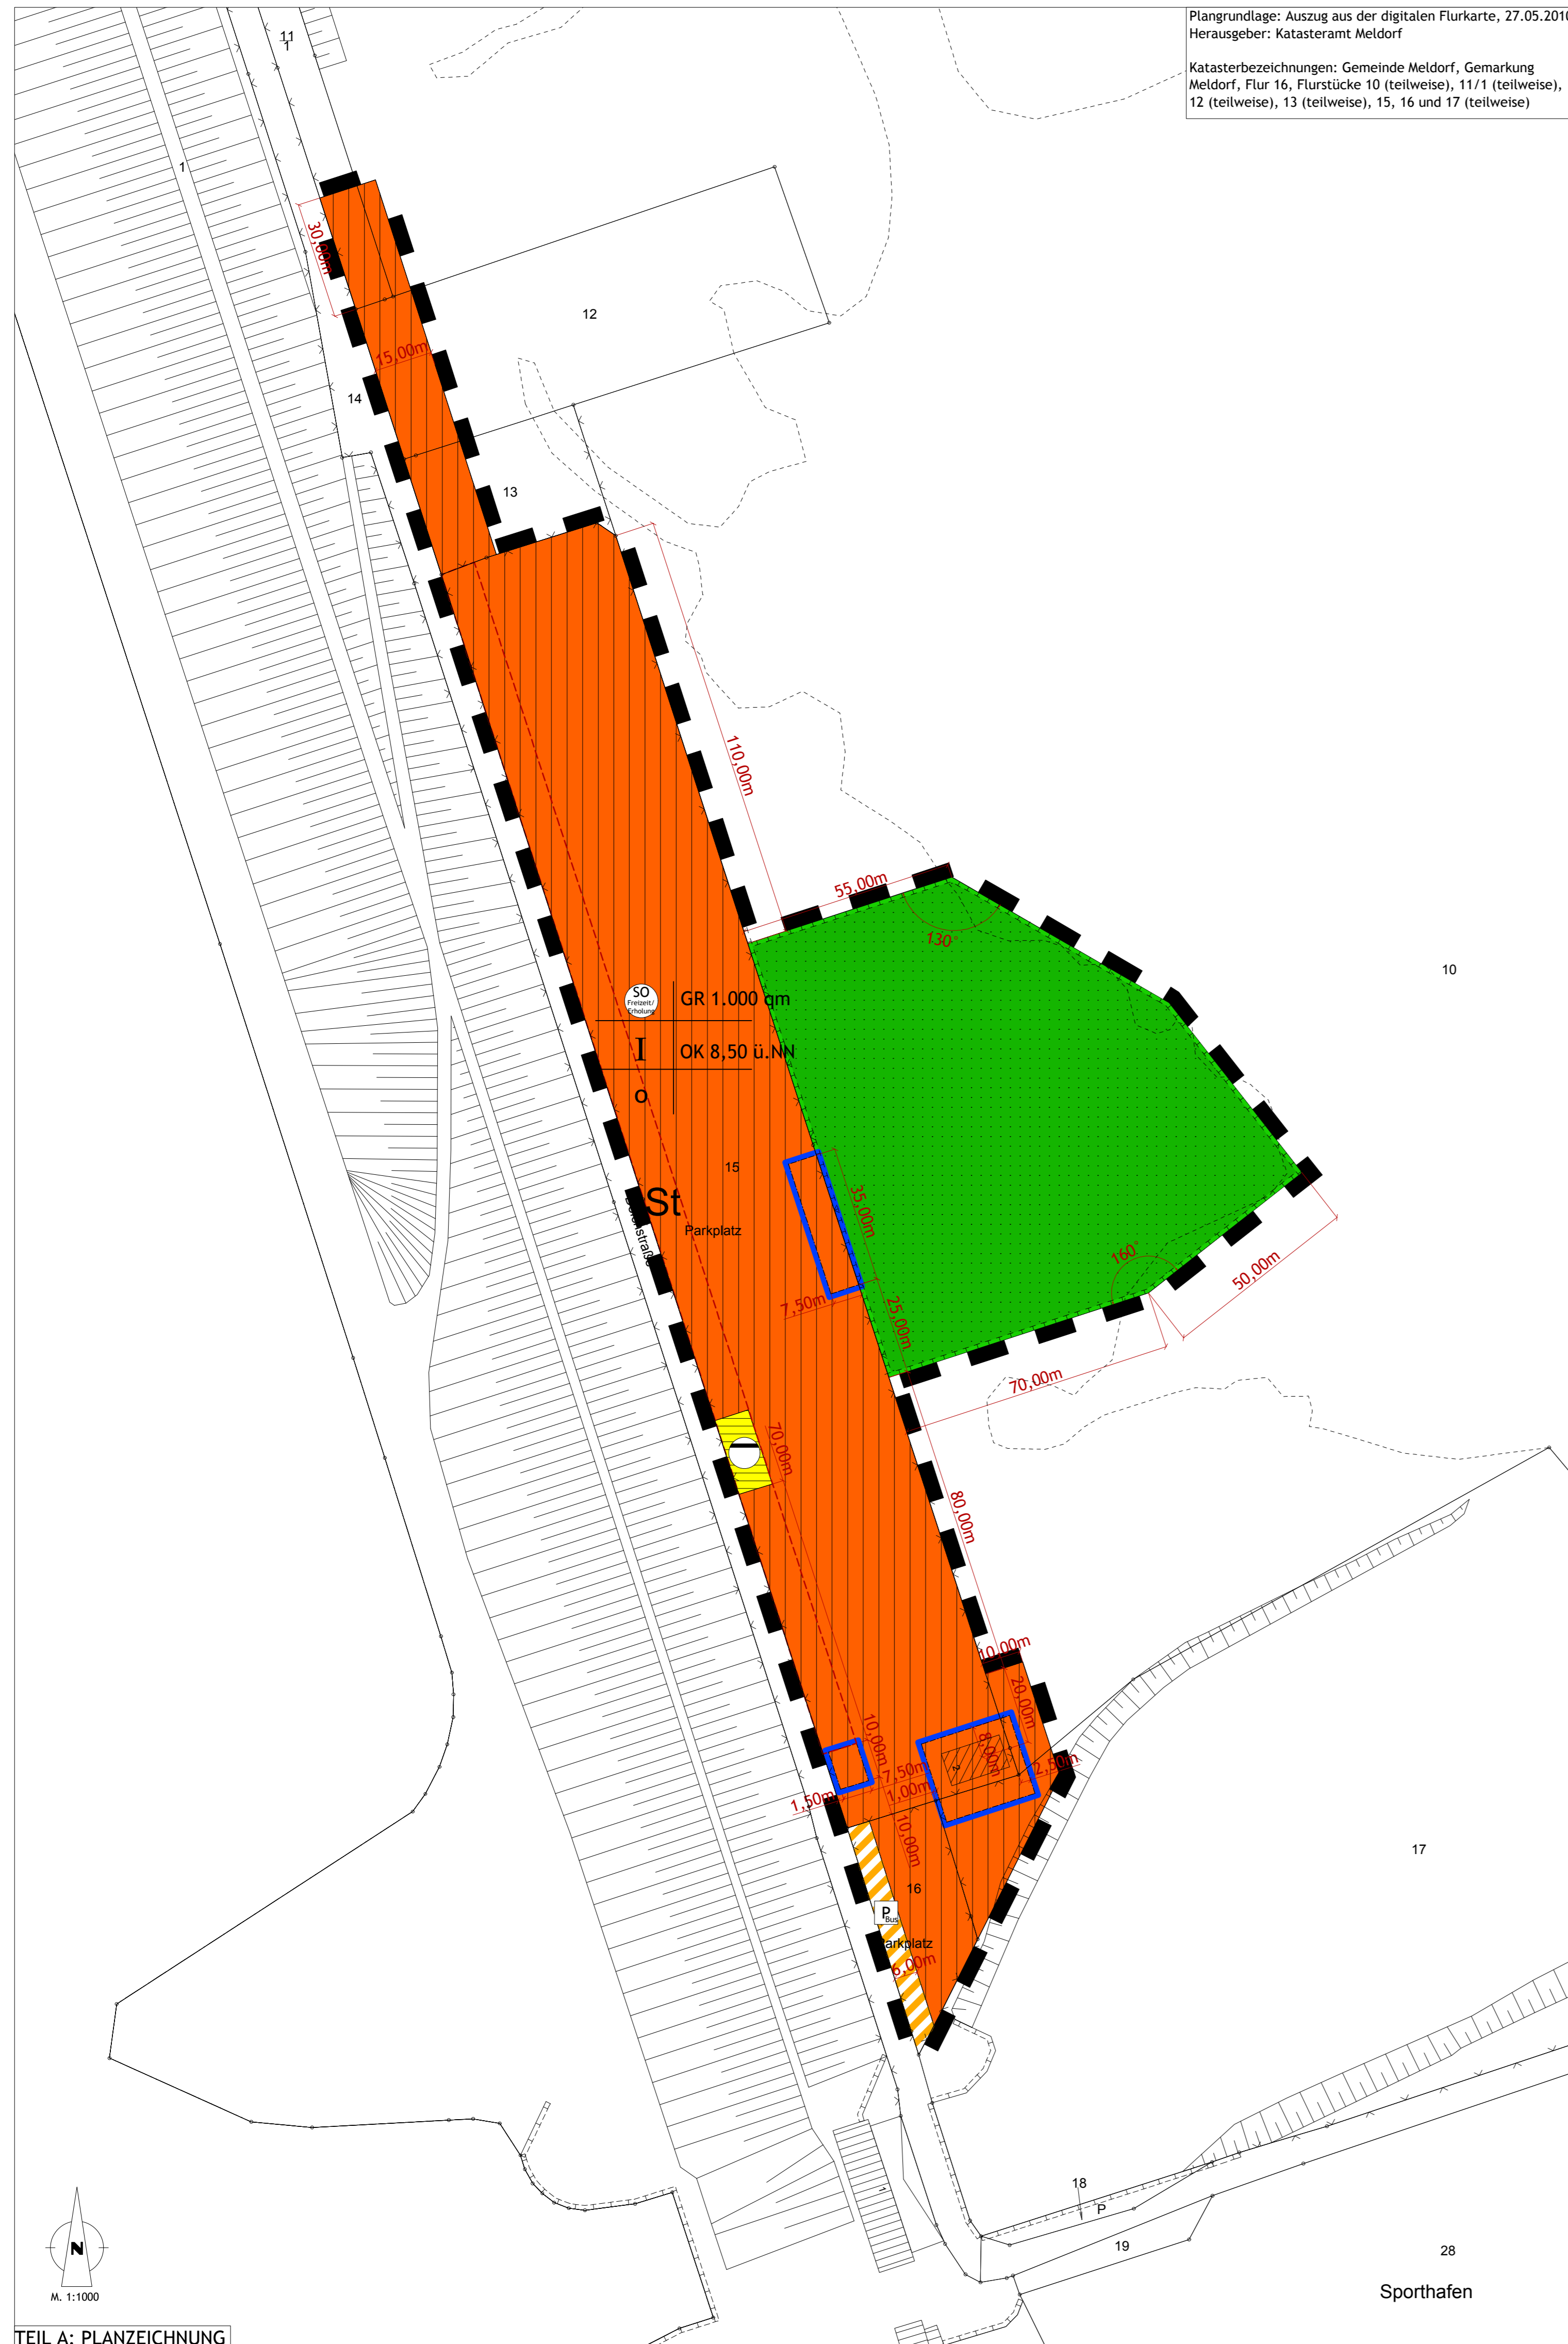 Plangrundlage: Auszug aus der digitalen Flurkarte, 27.05.2010
Herausgeber: Katasteramt Meldorf
Katasterbezeichnungen: Gemeinde Meldorf, Gemarkung
Meldorf, Flur 16, Flurstücke 10 (teilweise), 11/1 (teilweise),
12 (teilweise), 13 (teilweise), 15, 16 und 17 (teilweise)
11
1
1
30,00m
12
15,00m
14
13
110,00m
55,00m
130°
10
SO
Freizeit/
Erholung
GR 1.000 qm
I
OK 8,50 ü.NN
o
15
St
Parkplatz
35,00m
7,50m
25,00m
160°
50,00m
70,00m
70,00m
80,00m
10,00m
20,00m
10,00m
8,00m
2
7,50m
2,50m
1,00m
1,50m
10,00m
17
16
P
Bus
Parkplatz
6,00m
1
18
P
19
28
Sporthafen
N
M. 1:1000
TEIL A: PLANZEICHNUNG